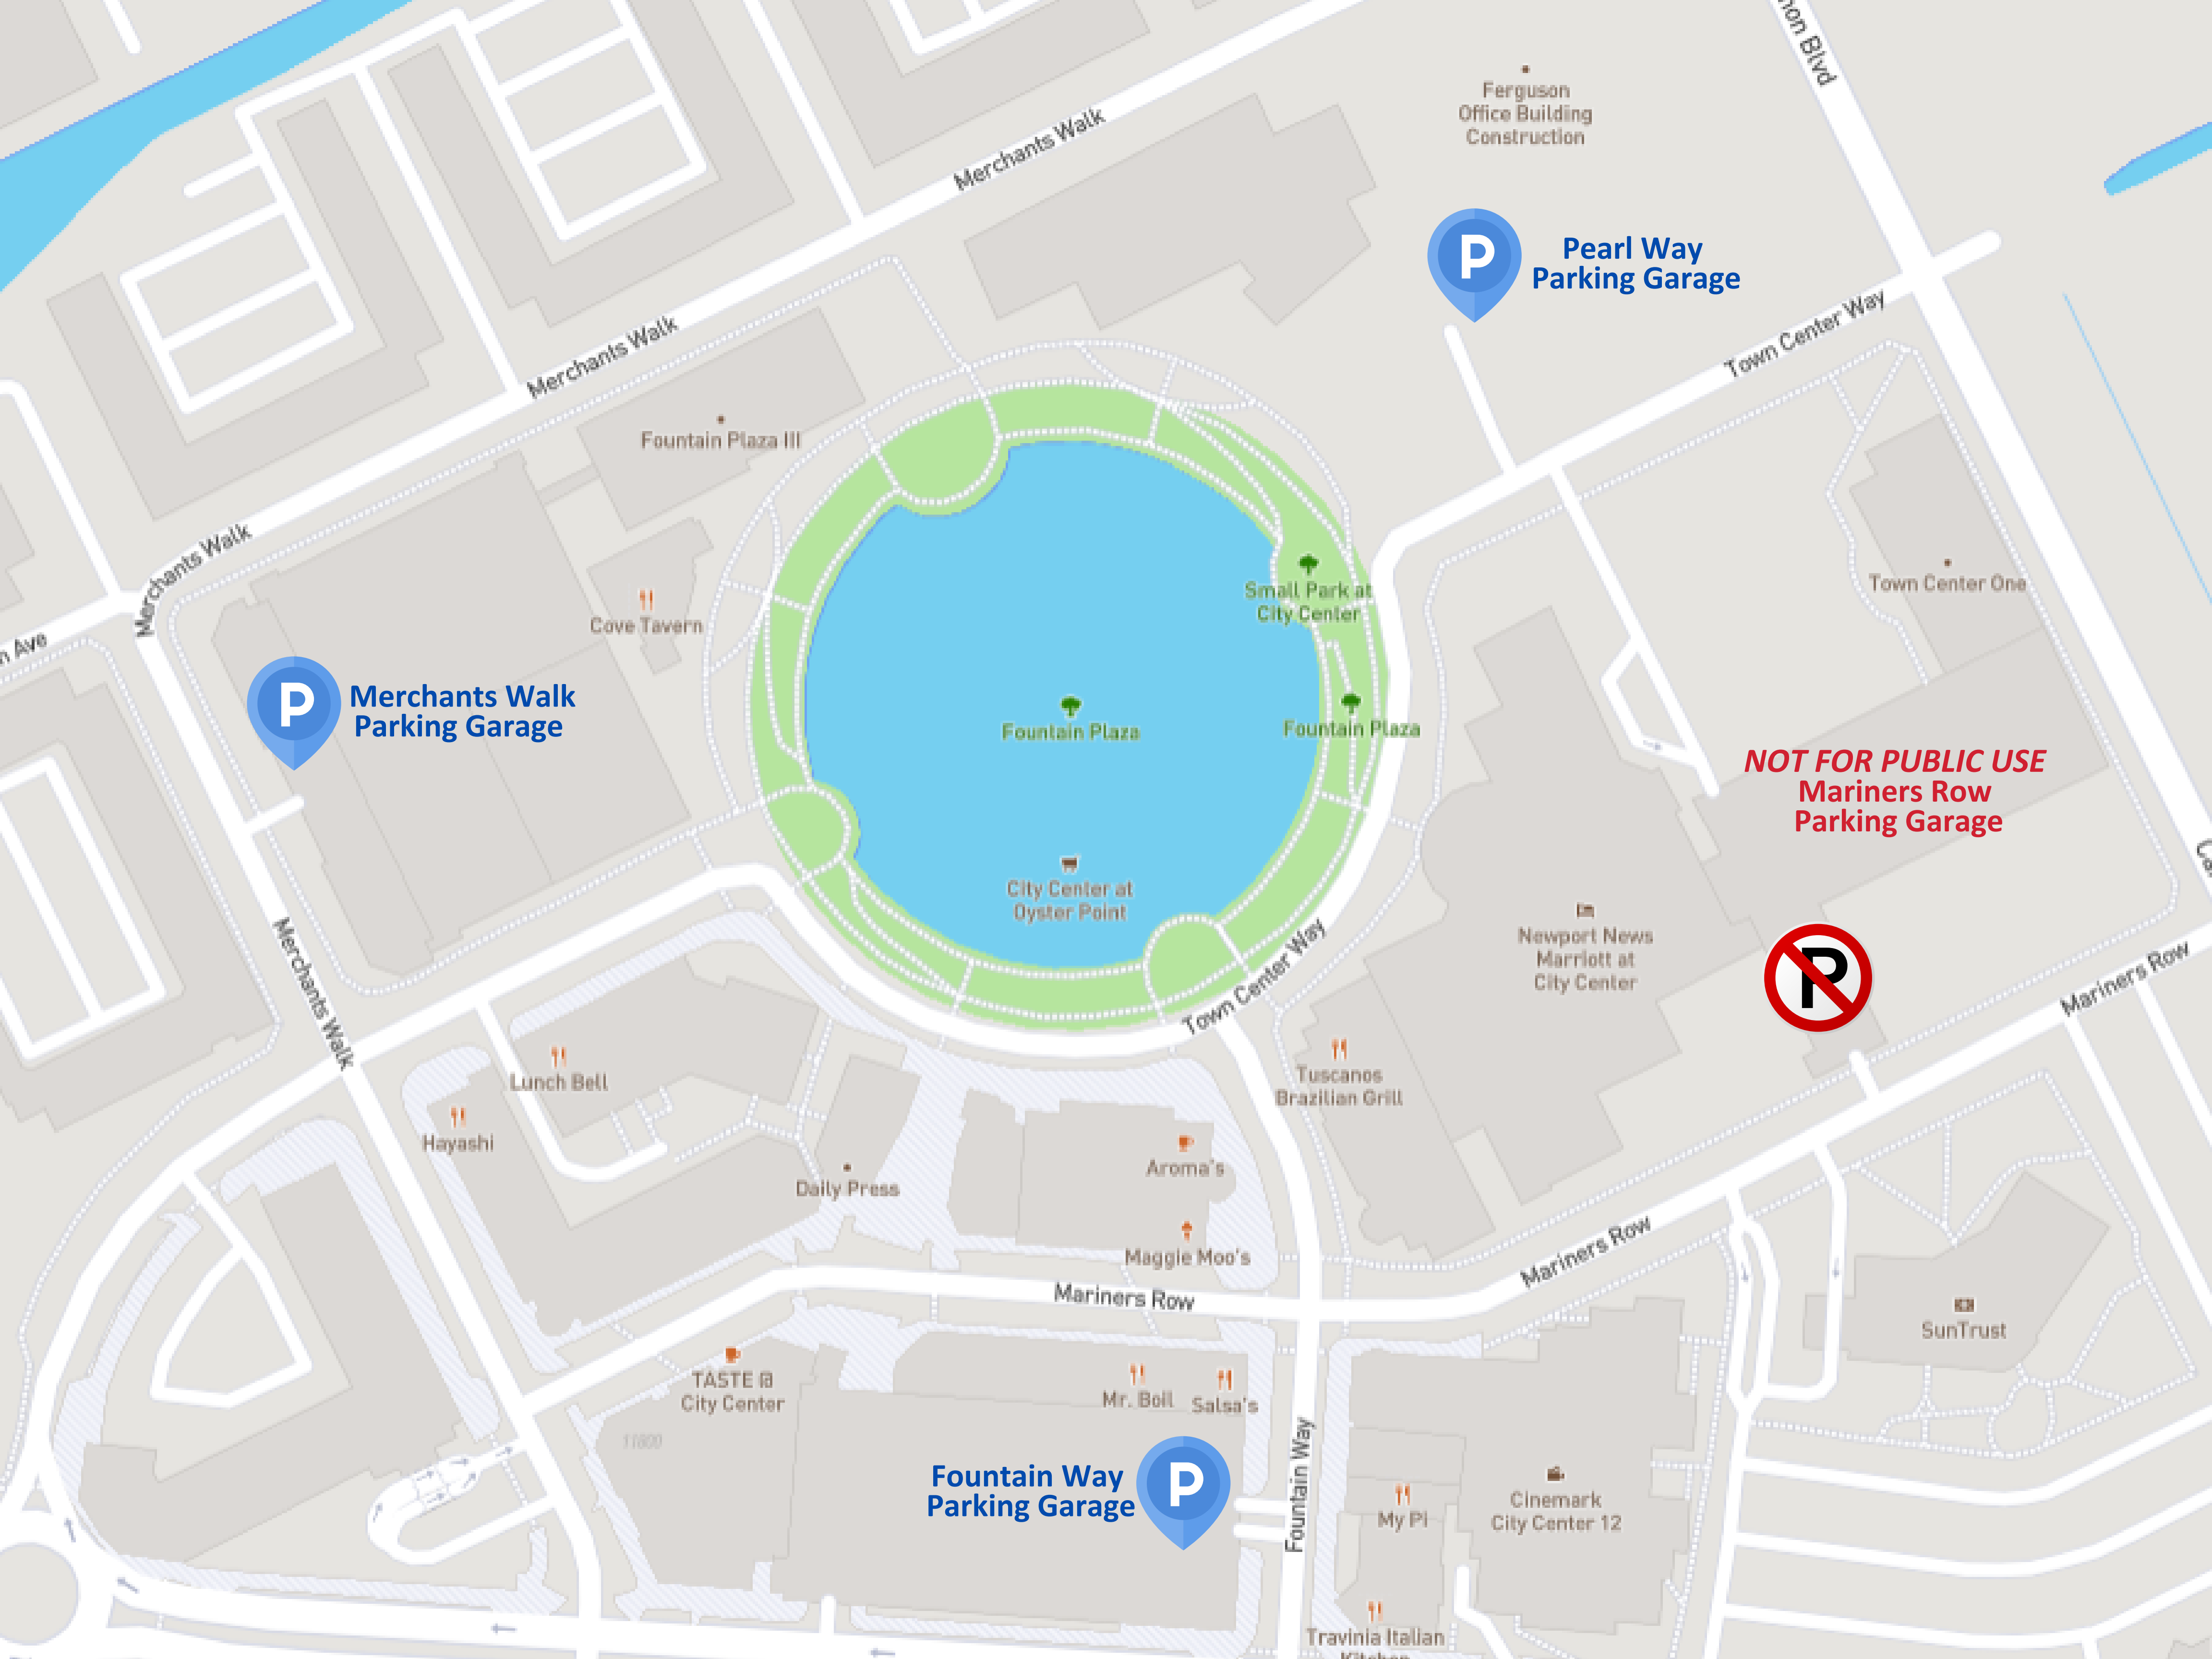 non Blvd
Ferguson
Office Building
Construction
Merchants Walk
P
Pearl Way
Parking Garage
Town Center Way
Merchants Walk
Fountain Plaza III
Merchants Walk
Cove Tavern
Small Park at
City Center
Town Center One
n Ave
P
Merchants Walk
Parking Garage
Fountain Plaza
Fountain Plaza
NOT FOR PUBLIC USE
Mariners Row
Parking Garage
City Center at
Oyster Point
Newport News
Marriott at
City Center
P
Mariners Row
Merchants Walk
Town Center Way
Lunch Bell
Hayashi
Tuscanos
Brazilian Grill
Aroma's
Daily Press
Maggie Moo's
Mariners Row
Mariners Row
SunTrust
TASTE @
City Center
Mr. Boil
Salsa's
11800
Fountain Way
Parking Garage
P
Fountain Way
My Pi
Cinemark
City Center 12
Travinia Italian
Kitchen